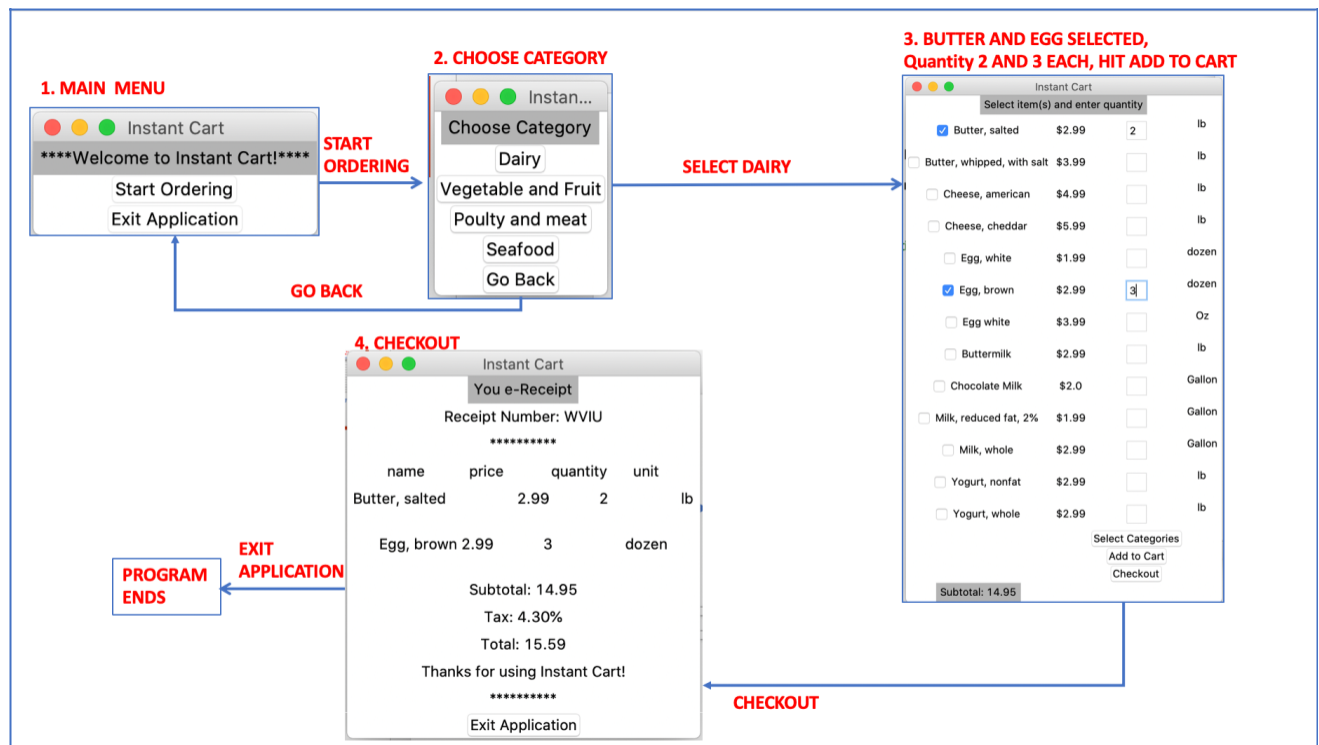 1. MAIN MENU
Instant Cart
****Welcome to Instant Cart!****
Start Ordering
Exit Application
START
ORDERING
2. CHOOSE CATEGORY
Instan...
Choose Category
Dairy
Vegetable and Fruit
Poulty and meat
Seafood
Go Back
GO BACK
SELECT DAIRY
3. BUTTER AND EGG SELECTED,
Quantity 2 AND 3 EACH, HIT ADD TO CART
Instant Cart
Select item(s) and enter quantity
Butter, salted $2.99 2 lb
Butter, whipped, with salt $3.99 lb
Cheese, american $4.99 lb
Cheese, cheddar $5.99 lb
Egg, white $1.99 dozen
Egg, brown $2.99 3 dozen
Egg white $3.99 Oz
Buttermilk $2.99 lb
Chocolate Milk $2.0 Gallon
Milk, reduced fat, 2% $1.99 Gallon
Milk, whole $2.99 Gallon
Yogurt, nonfat $2.99 lb
Yogurt, whole $2.99 lb
Select Categories
Add to Cart
Checkout
Subtotal: 14.95
CHECKOUT
4. CHECKOUT
Instant Cart
You e-Receipt
Receipt Number: WVIU
**********
name price quantity unit
Butter, salted 2.99 2 lb
Egg, brown 2.99 3 dozen
Subtotal: 14.95
Tax: 4.30%
Total: 15.59
Thanks for using Instant Cart!
**********
Exit Application
EXIT
APPLICATION
PROGRAM
ENDS